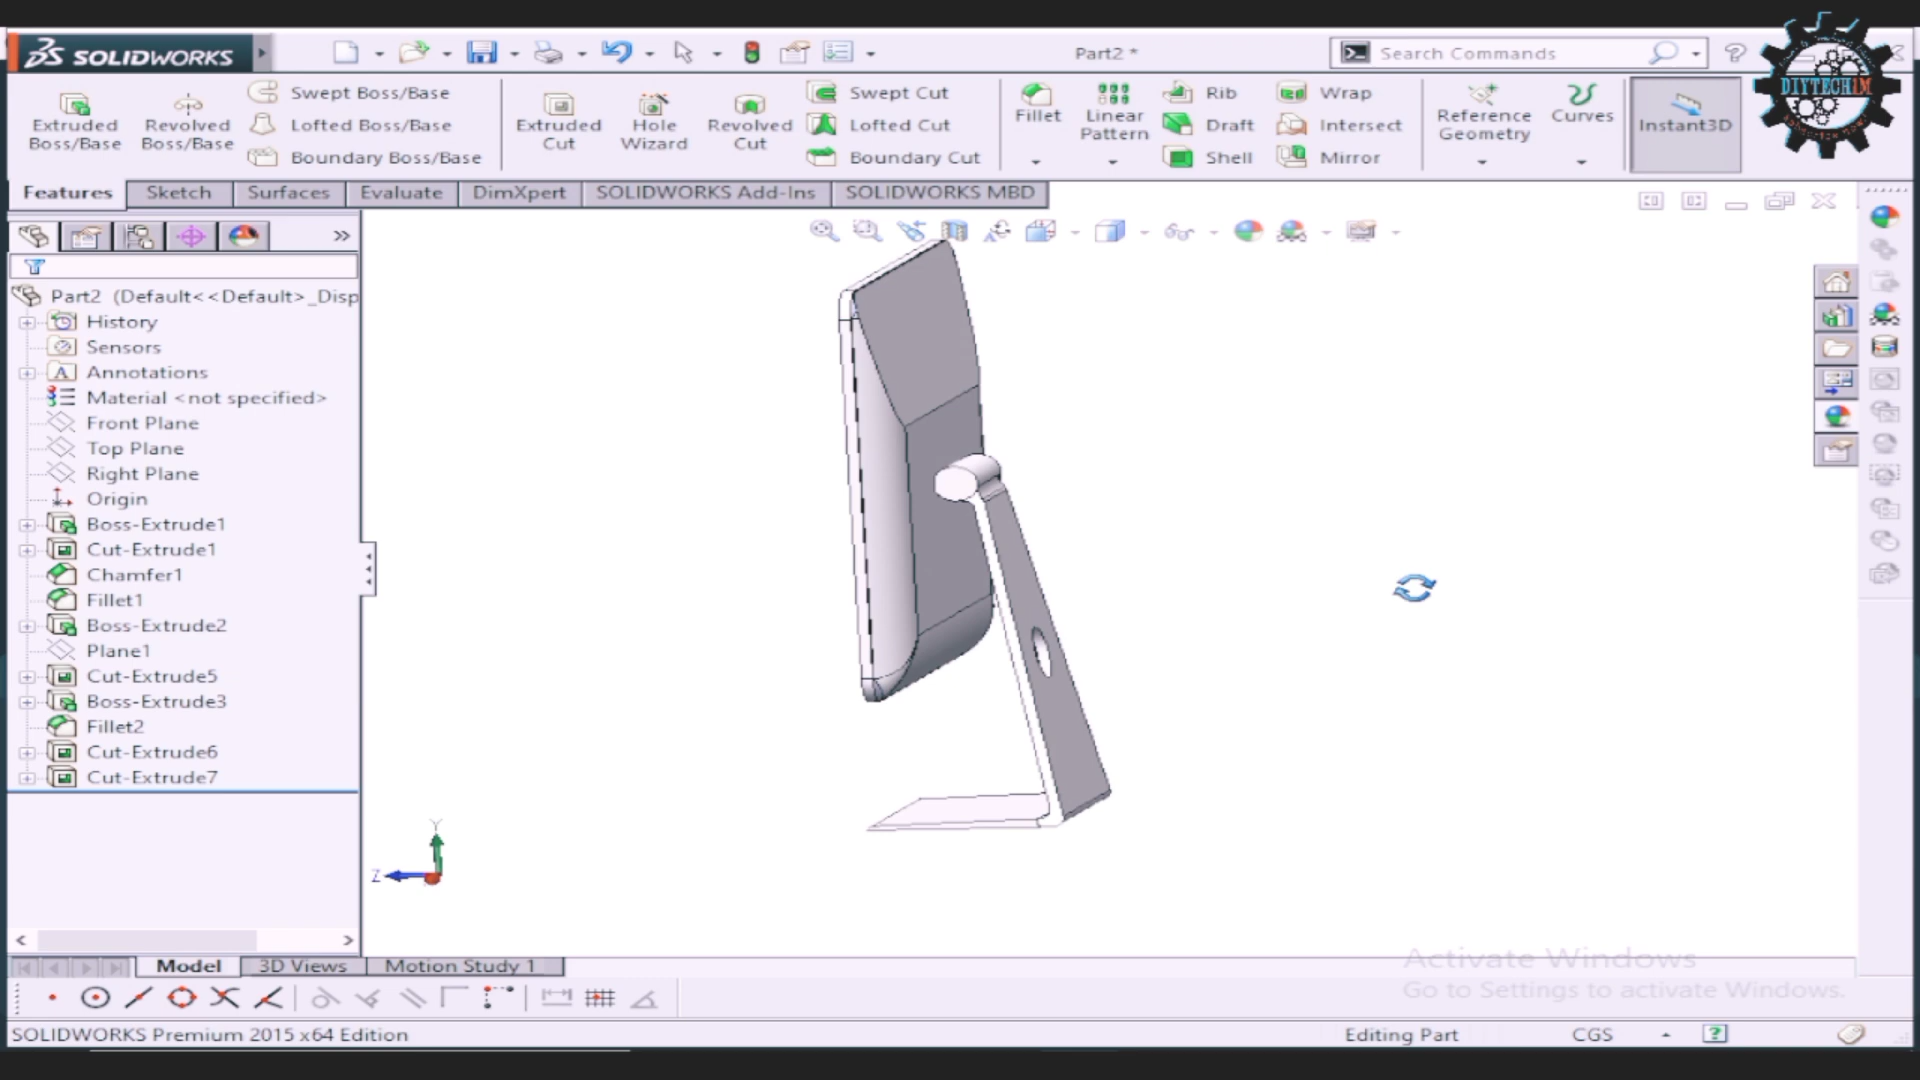 SOLIDWORKS
Part2 *
Search Commands
DIYTECH1M
Extruded Boss/Base
Revolved Boss/Base
Swept Boss/Base
Lofted Boss/Base
Boundary Boss/Base
Extruded Cut
Hole Wizard
Revolved Cut
Swept Cut
Lofted Cut
Boundary Cut
Fillet
Linear Pattern
Rib
Draft
Shell
Wrap
Intersect
Mirror
Reference Geometry
Curves
Instant3D
Features
Sketch
Surfaces
Evaluate
DimXpert
SOLIDWORKS Add-Ins
SOLIDWORKS MBD
Part2 (Default<<Default>_Disp
History
Sensors
Annotations
Material <not specified>
Front Plane
Top Plane
Right Plane
Origin
Boss-Extrude1
Cut-Extrude1
Chamfer1
Fillet1
Boss-Extrude2
Plane1
Cut-Extrude5
Boss-Extrude3
Fillet2
Cut-Extrude6
Cut-Extrude7
Y
Z
Activate Windows
Go to Settings to activate Windows.
Model
3D Views
Motion Study 1
SOLIDWORKS Premium 2015 x64 Edition
Editing Part
CGS